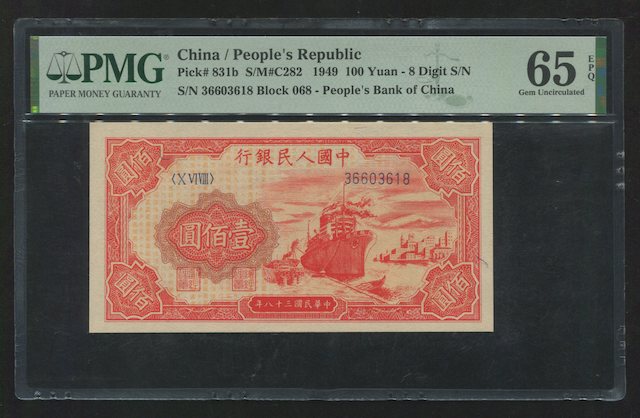 PMG
PAPER MONEY GUARANTY
China / People's Republic
Pick# 831b S/M#C282 1949 100 Yuan - 8 Digit S/N
S/N 36603618 Block 068 - People's Bank of China
65 EPQ
Gem Uncirculated
佰圓
行銀民人國中
佰圓
〈X VI VIII〉
36603618
圓佰壹
佰圓
年八十三國民華中
佰圓